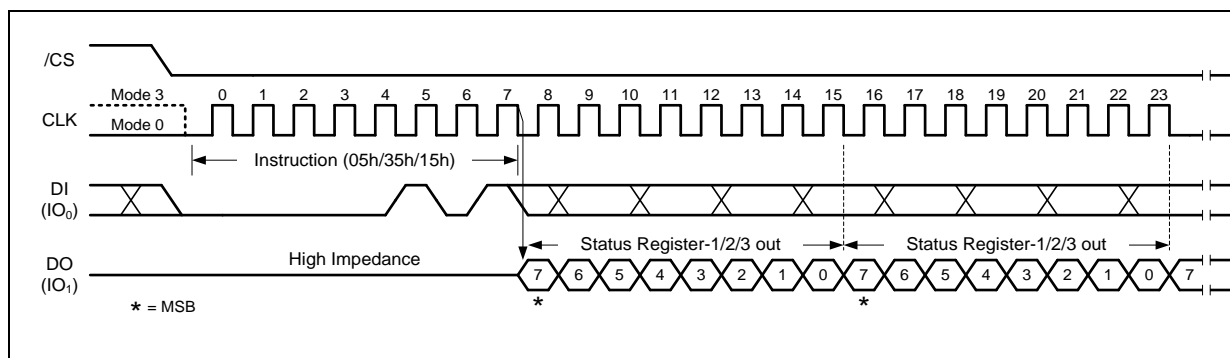 /CS
Mode 3
0 1 2 3 4 5 6 7 8 9 10 11 12 13 14 15 16 17 18 19 20 21 22 23
CLK
Mode 0
Instruction (05h/35h/15h)
DI
(IO₀)
Status Register-1/2/3 out
Status Register-1/2/3 out
High Impedance
DO
(IO₁)
7 6 5 4 3 2 1 0 7 6 5 4 3 2 1 0 7
* *
* = MSB